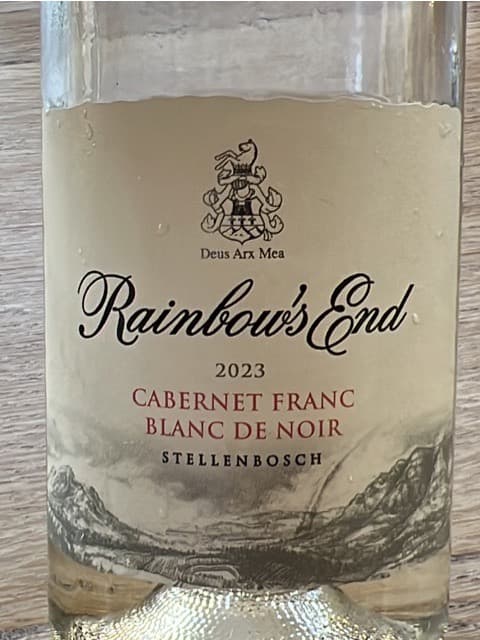 Deus Arx Mea
Rainbow's End
2023
CABERNET FRANC
BLANC DE NOIR
STELLENBOSCH